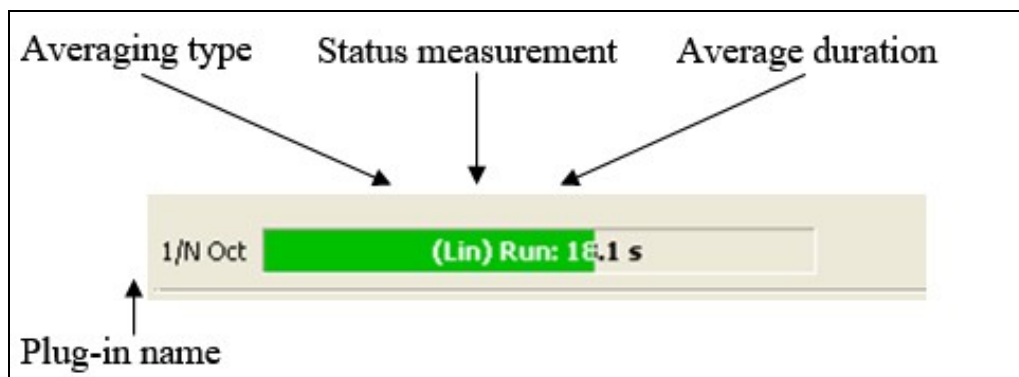 Averaging type Status measurement Average duration
1/N Oct (Lin) Run: 18.1 s
Plug-in name